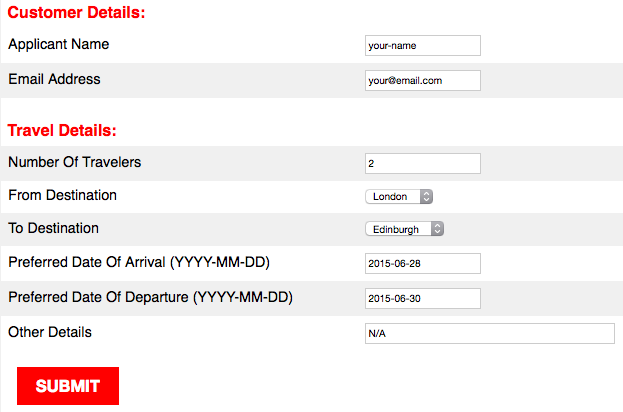 Customer Details:
Applicant Name your-name
Email Address your@email.com
Travel Details:
Number Of Travelers 2
From Destination London
To Destination Edinburgh
Preferred Date Of Arrival (YYYY-MM-DD) 2015-06-28
Preferred Date Of Departure (YYYY-MM-DD) 2015-06-30
Other Details N/A
SUBMIT